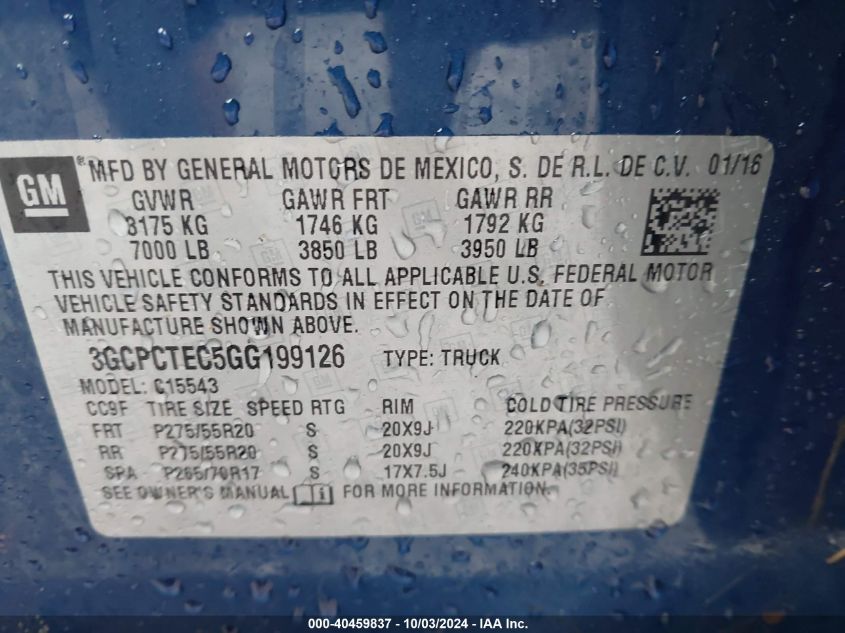 GM
® MFD BY GENERAL MOTORS DE MEXICO, S. DE R.L. DE C.V. 01/16
GVWR GAWR FRT GAWR RR
3175 KG 1746 KG 1792 KG
7000 LB 3850 LB 3950 LB
THIS VEHICLE CONFORMS TO ALL APPLICABLE U.S. FEDERAL MOTOR
VEHICLE SAFETY STANDARDS IN EFFECT ON THE DATE OF
MANUFACTURE SHOWN ABOVE.
3GCPCTEC5GG199126 TYPE: TRUCK
MODEL: C15543
CC9F TIRE SIZE SPEED RTG RIM COLD TIRE PRESSURE
FRT P275/55R20 S 20X9J 220KPA(32PSI)
RR P275/55R20 S 20X9J 220KPA(32PSI)
SPA P265/70R17 S 17X7.5J 240KPA(35PSI)
SEE OWNER'S MANUAL i FOR MORE INFORMATION.
000-40459837 - 10/03/2024 - IAA Inc.